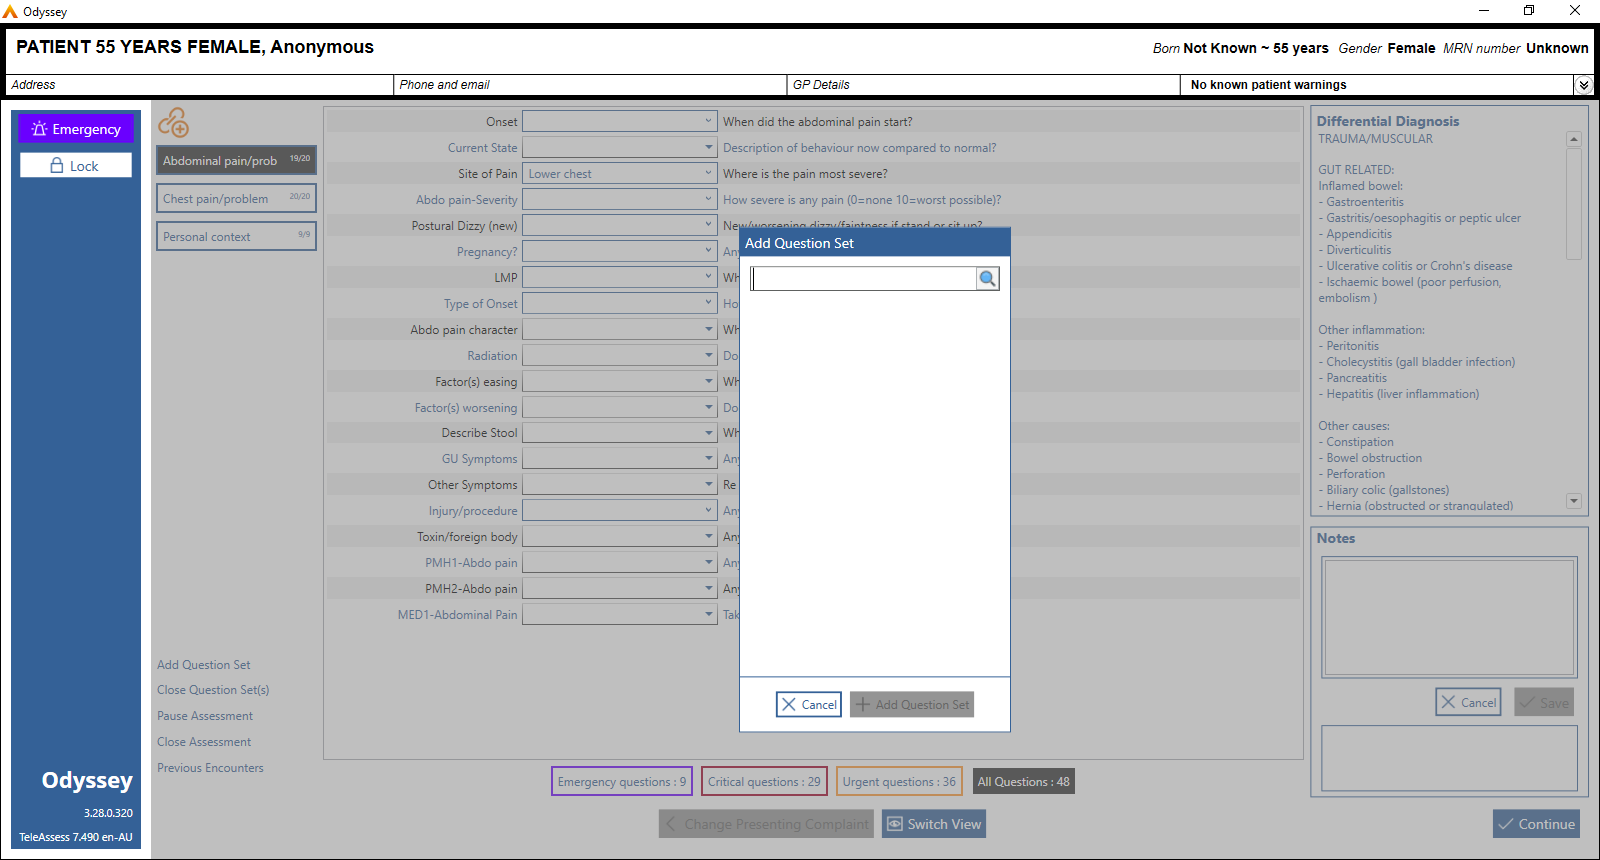 Odyssey
PATIENT 55 YEARS FEMALE, Anonymous
Born Not Known ~ 55 years Gender Female MRN number Unknown
Address
Phone and email
GP Details
No known patient warnings
Emergency
Lock
Abdominal pain/prob 19/20
Chest pain/problem 20/20
Personal context 9/9
Add Question Set
Close Question Set(s)
Pause Assessment
Close Assessment
Previous Encounters
Odyssey
3.28.0.320
TeleAssess 7.490 en-AU
Onset When did the abdominal pain start?
Current State Description of behaviour now compared to normal?
Site of Pain Lower chest Where is the pain most severe?
Abdo pain-Severity How severe is any pain (0=none 10=worst possible)?
Postural Dizzy (new) New/worsening dizzy/faintness if stand or sit up?
Pregnancy? Any
LMP Wh
Type of Onset Ho
Abdo pain character Wh
Radiation Do
Factor(s) easing Wh
Factor(s) worsening Do
Describe Stool Wh
GU Symptoms Any
Other Symptoms Re
Injury/procedure Any
Toxin/foreign body Any
PMH1-Abdo pain Any
PMH2-Abdo pain Any
MED1-Abdominal Pain Tak
Add Question Set
Cancel
Add Question Set
Emergency questions : 9
Critical questions : 29
Urgent questions : 36
All Questions : 48
Change Presenting Complaint
Switch View
Differential Diagnosis
TRAUMA/MUSCULAR
GUT RELATED:
Inflamed bowel:
- Gastroenteritis
- Gastritis/oesophagitis or peptic ulcer
- Appendicitis
- Diverticulitis
- Ulcerative colitis or Crohn's disease
- Ischaemic bowel (poor perfusion,
embolism )
Other inflammation:
- Peritonitis
- Cholecystitis (gall bladder infection)
- Pancreatitis
- Hepatitis (liver inflammation)
Other causes:
- Constipation
- Bowel obstruction
- Perforation
- Biliary colic (gallstones)
- Hernia (obstructed or strangulated)
Notes
Cancel
Save
Continue